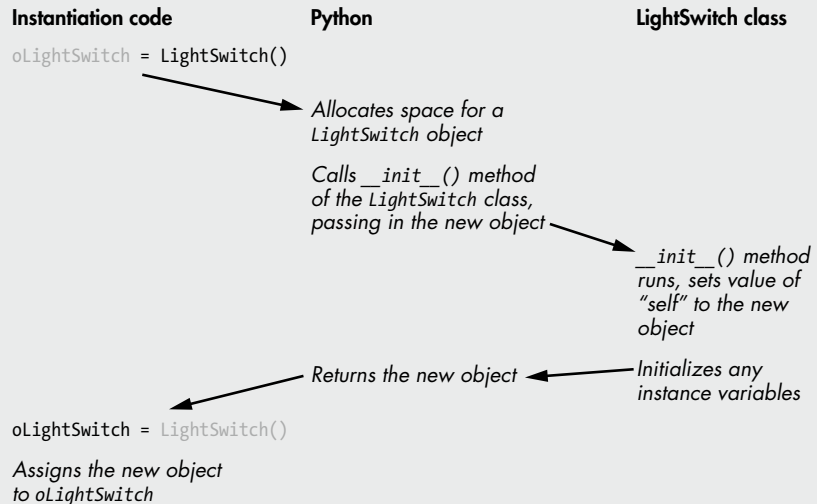 Instantiation code
Python
LightSwitch class
oLightSwitch = LightSwitch()
Allocates space for a
LightSwitch object
Calls __init__() method
of the LightSwitch class,
passing in the new object
__init__() method
runs, sets value of
“self” to the new
object
Initializes any
instance variables
Returns the new object
oLightSwitch = LightSwitch()
Assigns the new object
to oLightSwitch